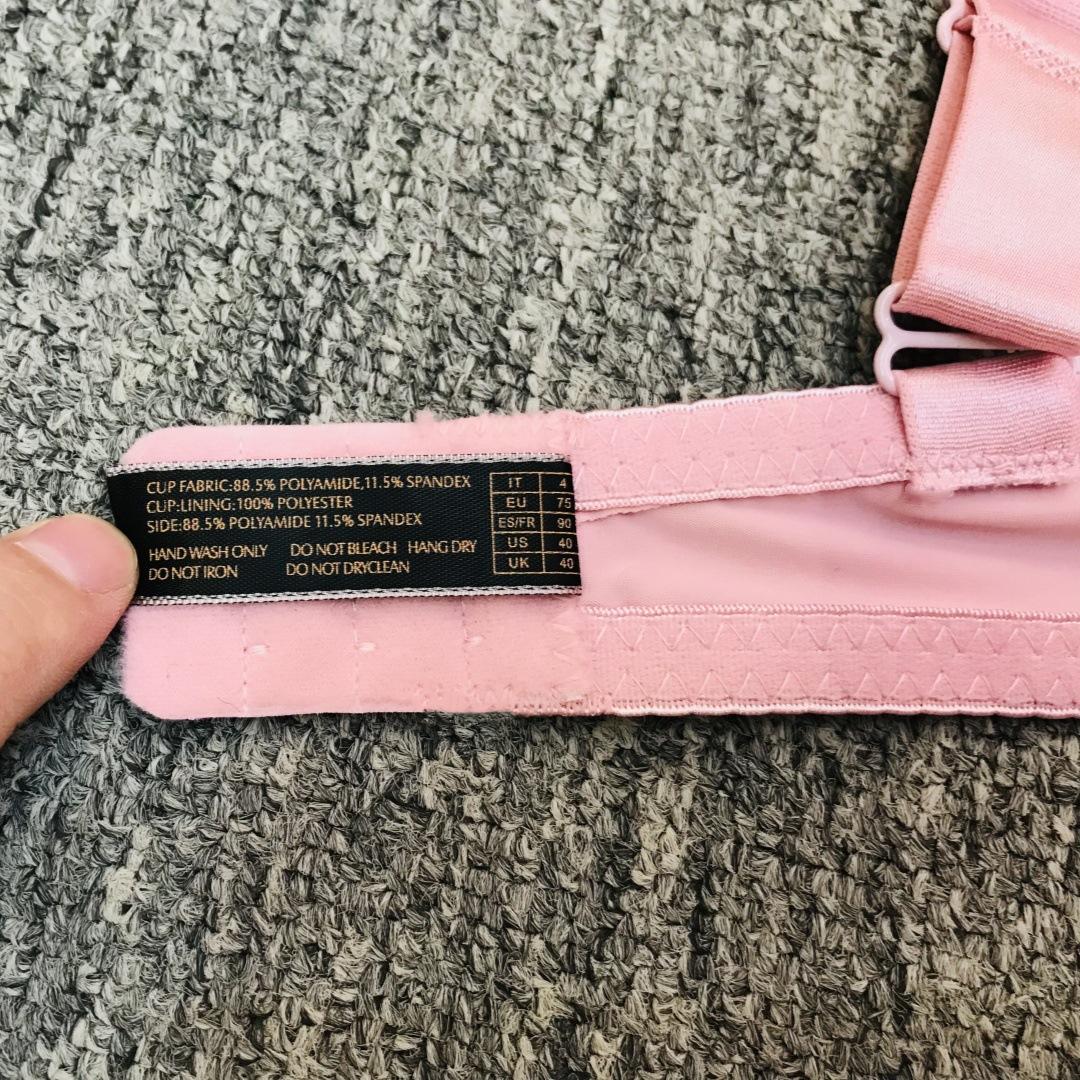 CUP FABRIC:88.5% POLYAMIDE,11.5% SPANDEX
CUP:LINING:100% POLYESTER
SIDE:88.5% POLYAMIDE 11.5% SPANDEX
HAND WASH ONLY DO NOT BLEACH HANG DRY
DO NOT IRON DO NOT DRYCLEAN
IT 4
EU 75
ES/FR 90
US 40
UK 40